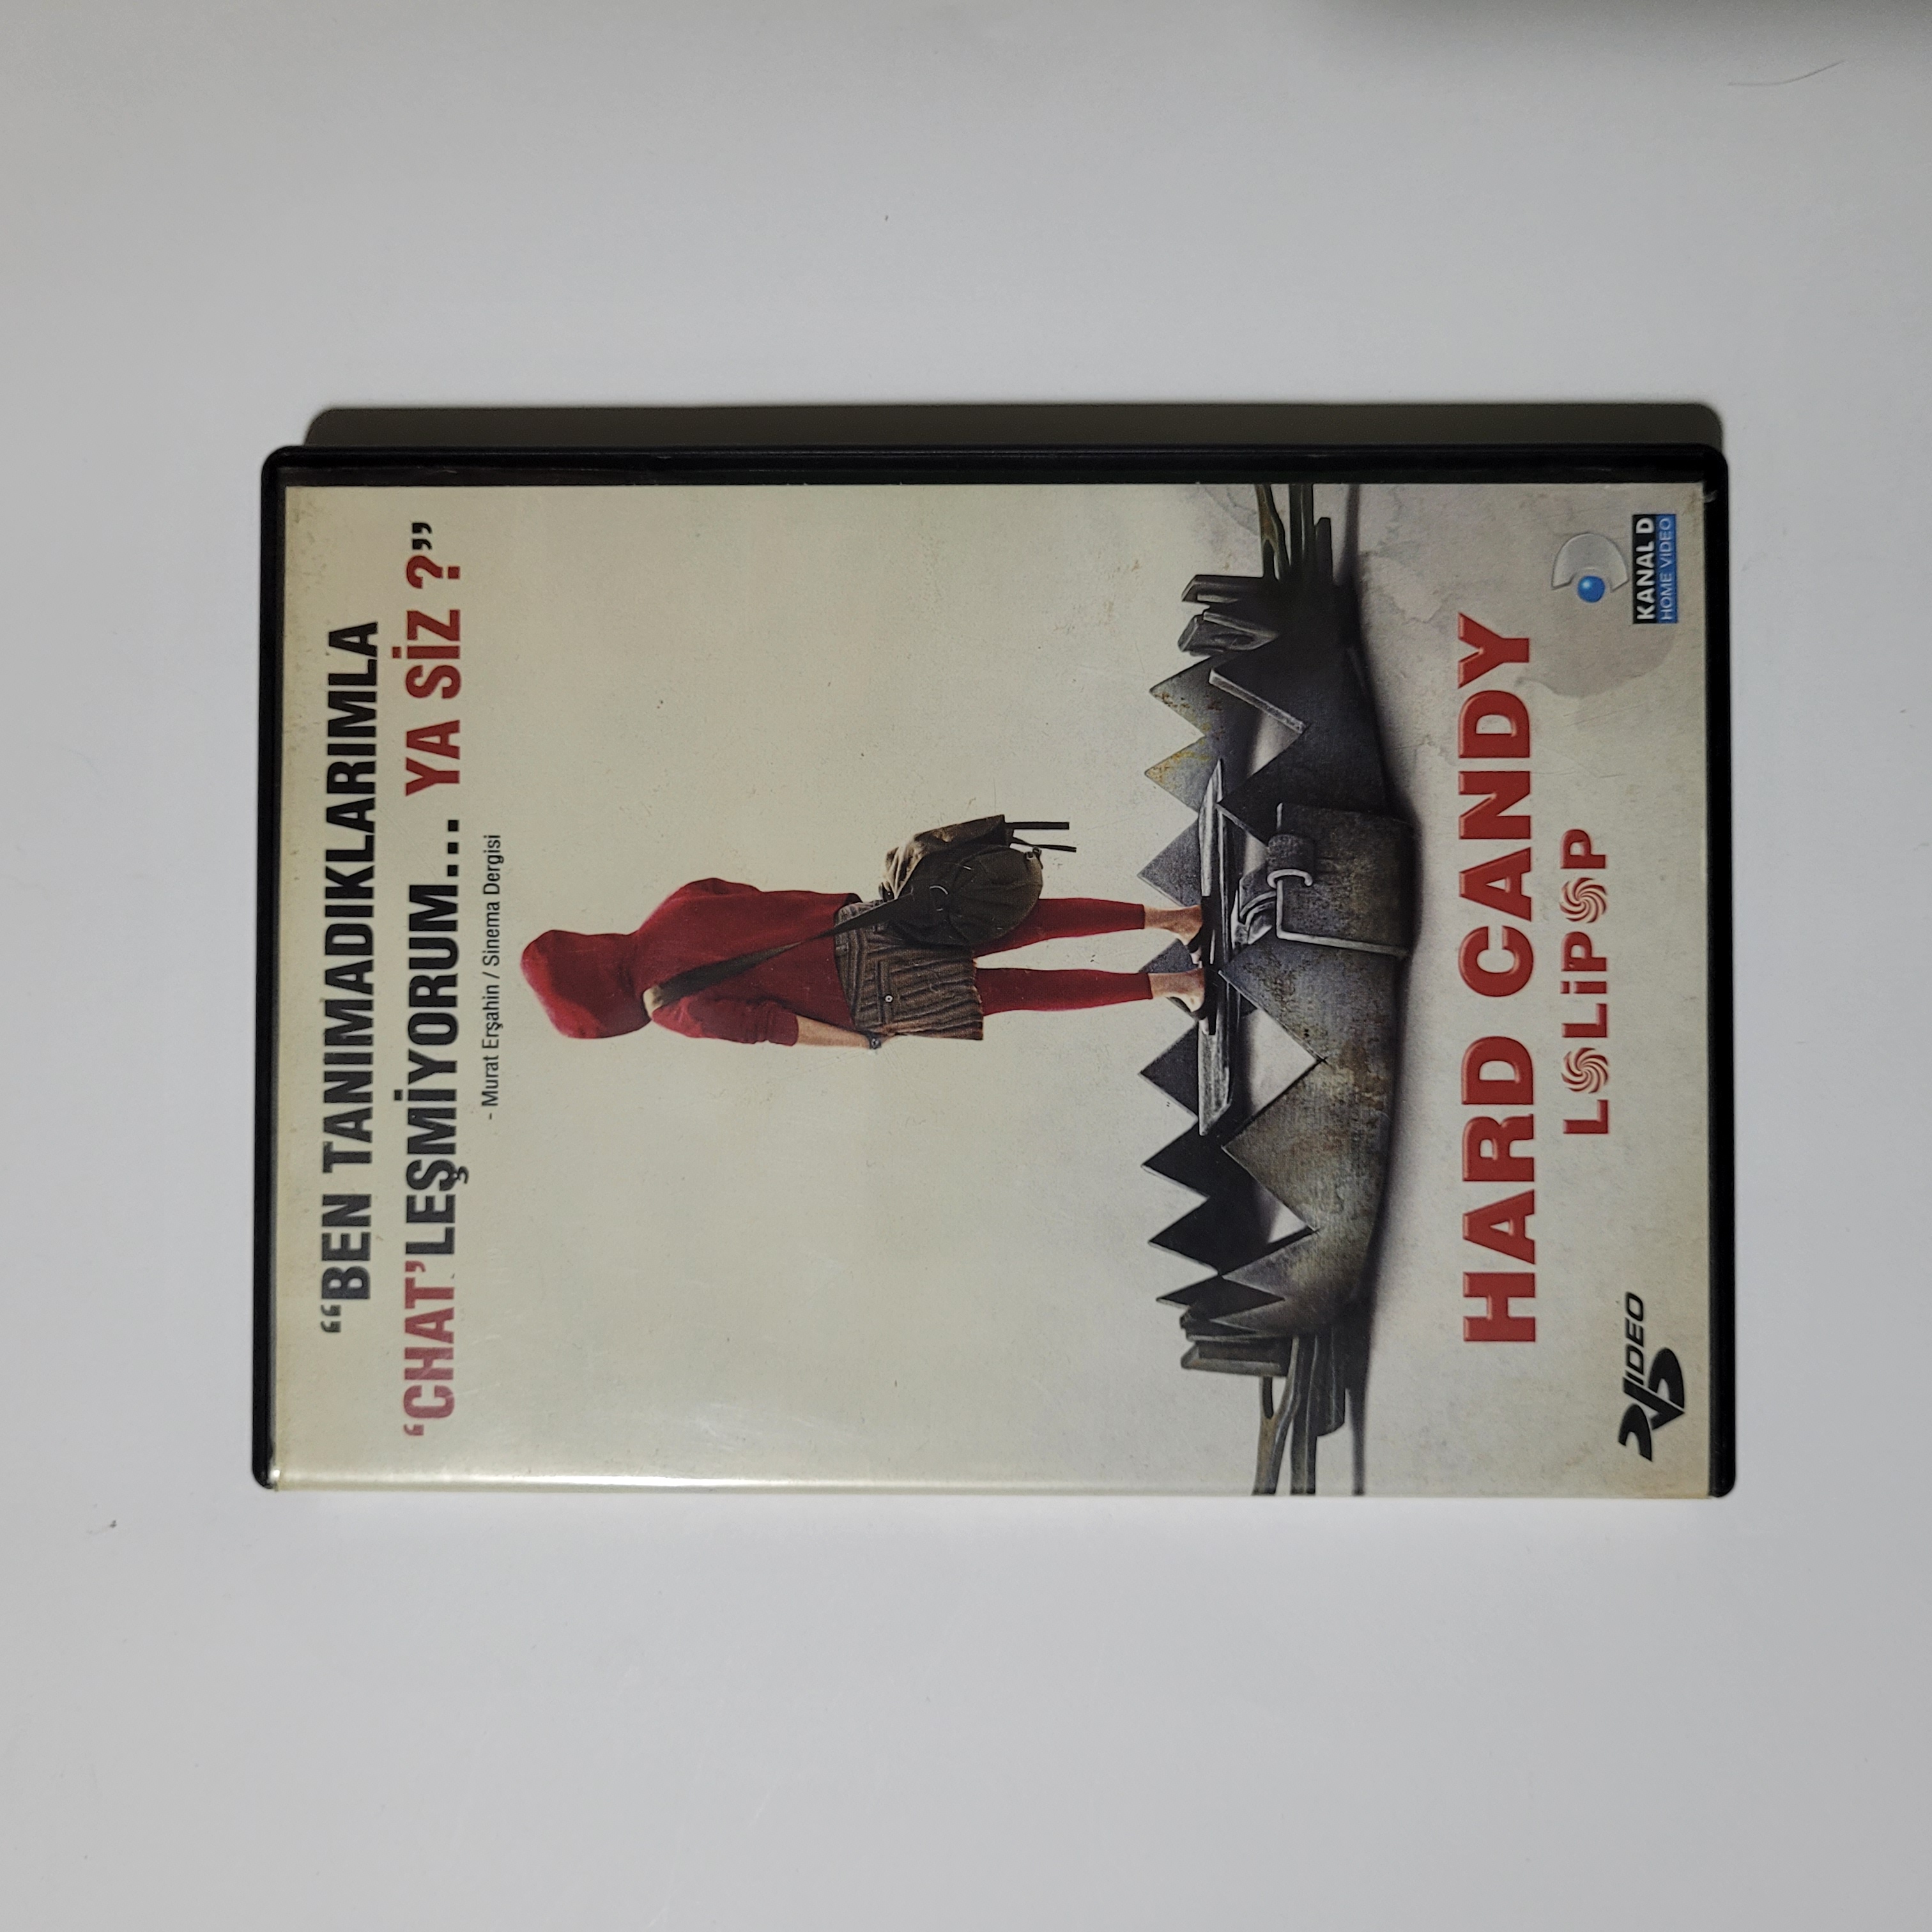 “BEN TANIMADIKLARIMLA
‘CHAT’LEŞMİYORUM... YA SİZ ?”
- Murat Erşahin / Sinema Dergisi
HARD CANDY
LOLİPOP
DVD VIDEO
KANAL D
HOME VIDEO